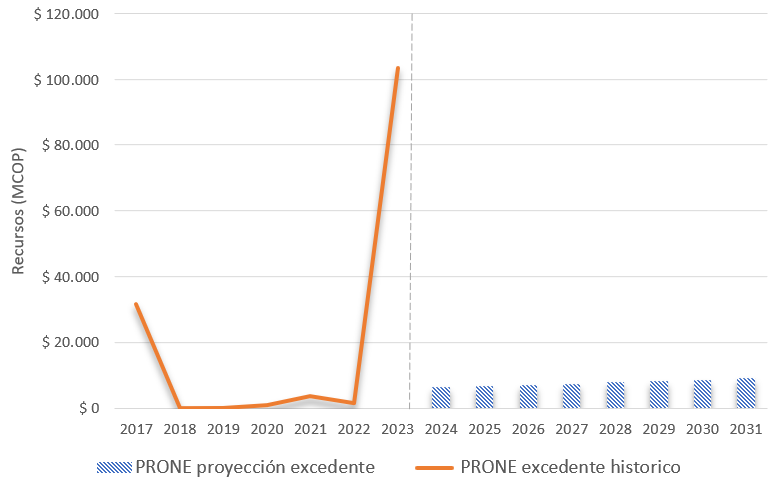 $ 120.000
$ 100.000
$ 80.000
$ 60.000
$ 40.000
$ 20.000
$ 0
Recursos (MCOP)
2017 2018 2019 2020 2021 2022 2023 2024 2025 2026 2027 2028 2029 2030 2031
PRONE proyección excedente PRONE excedente historico